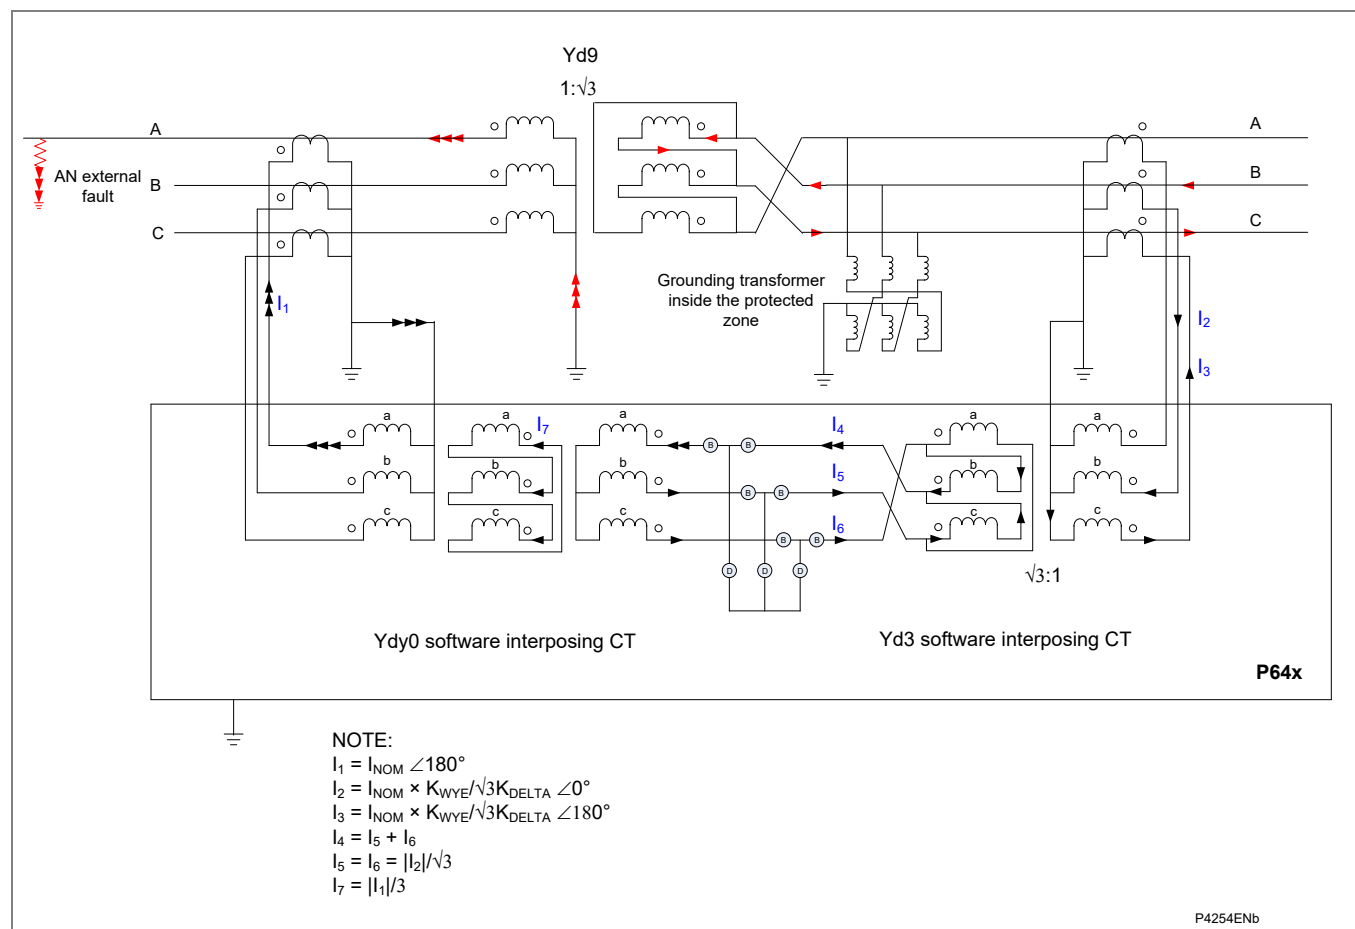 Yd9
1:√3
A
A
AN external
fault
B
B
C
C
Grounding transformer
inside the protected
zone
I1
I2
I3
a
a
I7
a
I4
a
a
b
b
b
I5
b
b
c
c
c
I6
c
c
B
B
B
B
B
B
D
D
D
√3:1
Ydy0 software interposing CT
Yd3 software interposing CT
P64x
NOTE:
I1 = INOM ∠180°
I2 = INOM × KWYE/√3KDELTA ∠0°
I3 = INOM × KWYE/√3KDELTA ∠180°
I4 = I5 + I6
I5 = I6 = |I2|/√3
I7 = |I1|/3
P4254ENb